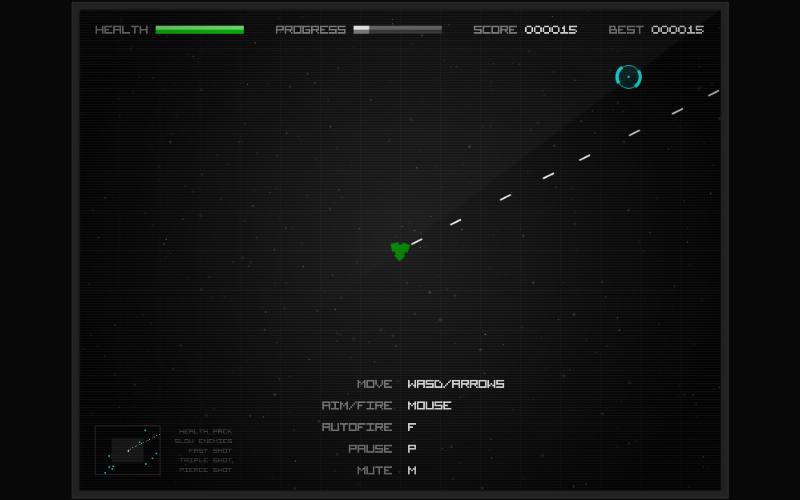 HEALTH PROGRESS SCORE 000015 BEST 000015
MOVE WASD/ARROWS
AIM/FIRE MOUSE
AUTOFIRE F
PAUSE P
MUTE M
HEALTH PACK
SLOW ENEMIES
FAST SHOT
TRIPLE SHOT
PIERCE SHOT